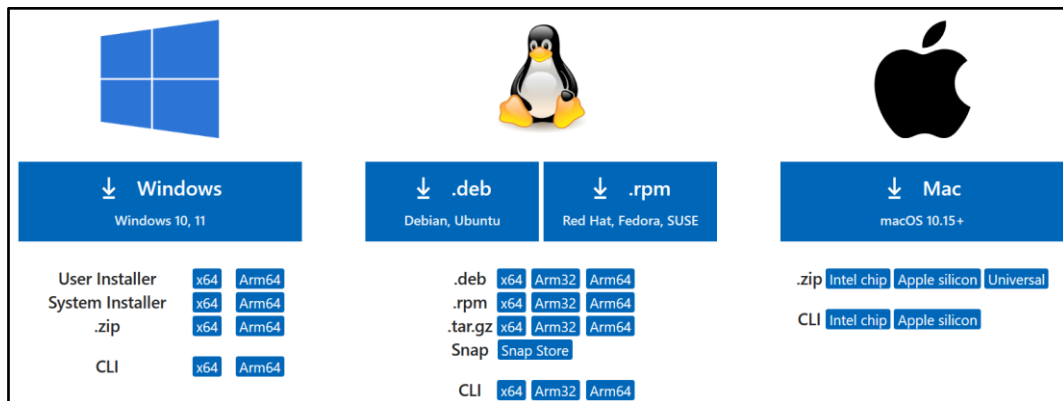 Windows
Windows 10, 11
User Installer x64 Arm64
System Installer x64 Arm64
.zip x64 Arm64
CLI x64 Arm64
.deb
Debian, Ubuntu
.rpm
Red Hat, Fedora, SUSE
.deb x64 Arm32 Arm64
.rpm x64 Arm32 Arm64
.tar.gz x64 Arm32 Arm64
Snap Snap Store
CLI x64 Arm32 Arm64
Mac
macOS 10.15+
.zip Intel chip Apple silicon Universal
CLI Intel chip Apple silicon